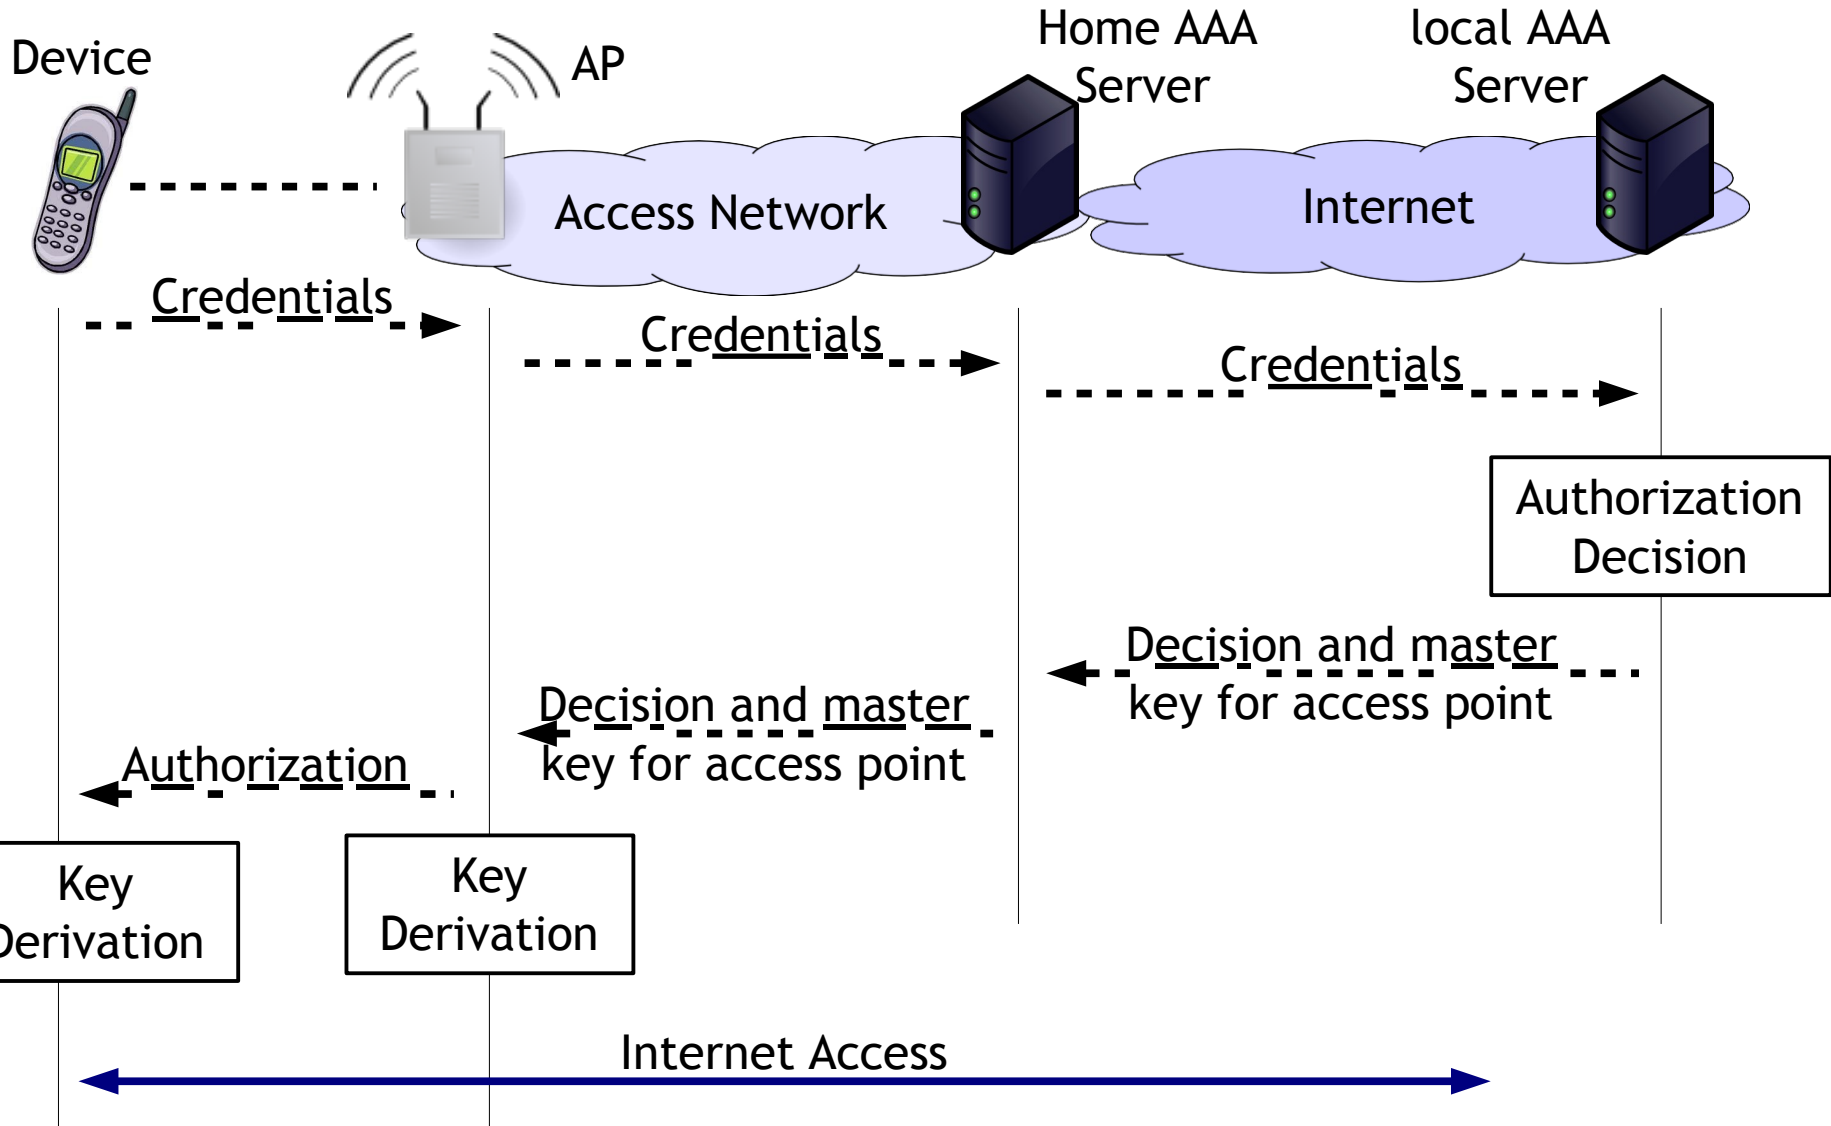 Device
AP
Home AAA
Server
local AAA
Server
Access Network
Internet
Credentials
Credentials
Credentials
Authorization
Decision
Decision and master
key for access point
Decision and master
key for access point
Authorization
Key
Derivation
Key
Derivation
Internet Access